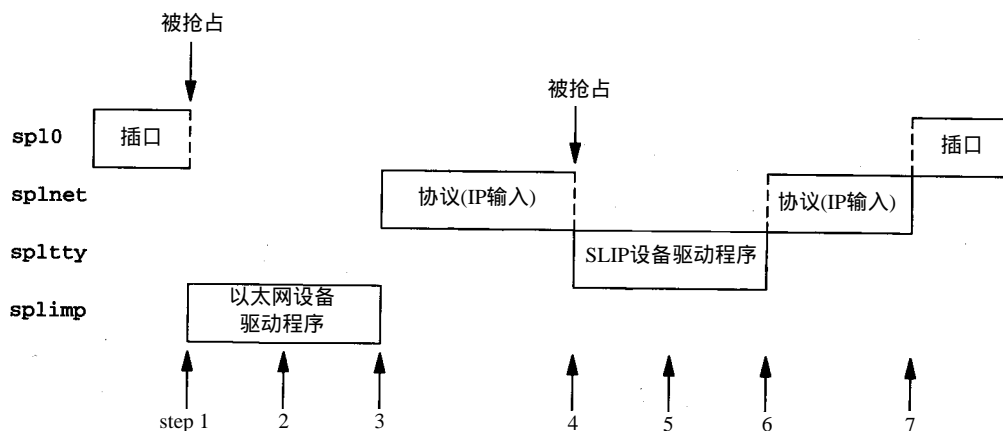 被抢占
被抢占
spl0
插口
插口
splnet
协议(IP输入)
协议(IP输入)
spltty
SLIP设备驱动程序
splimp
以太网设备
驱动程序
step 1
2
3
4
5
6
7